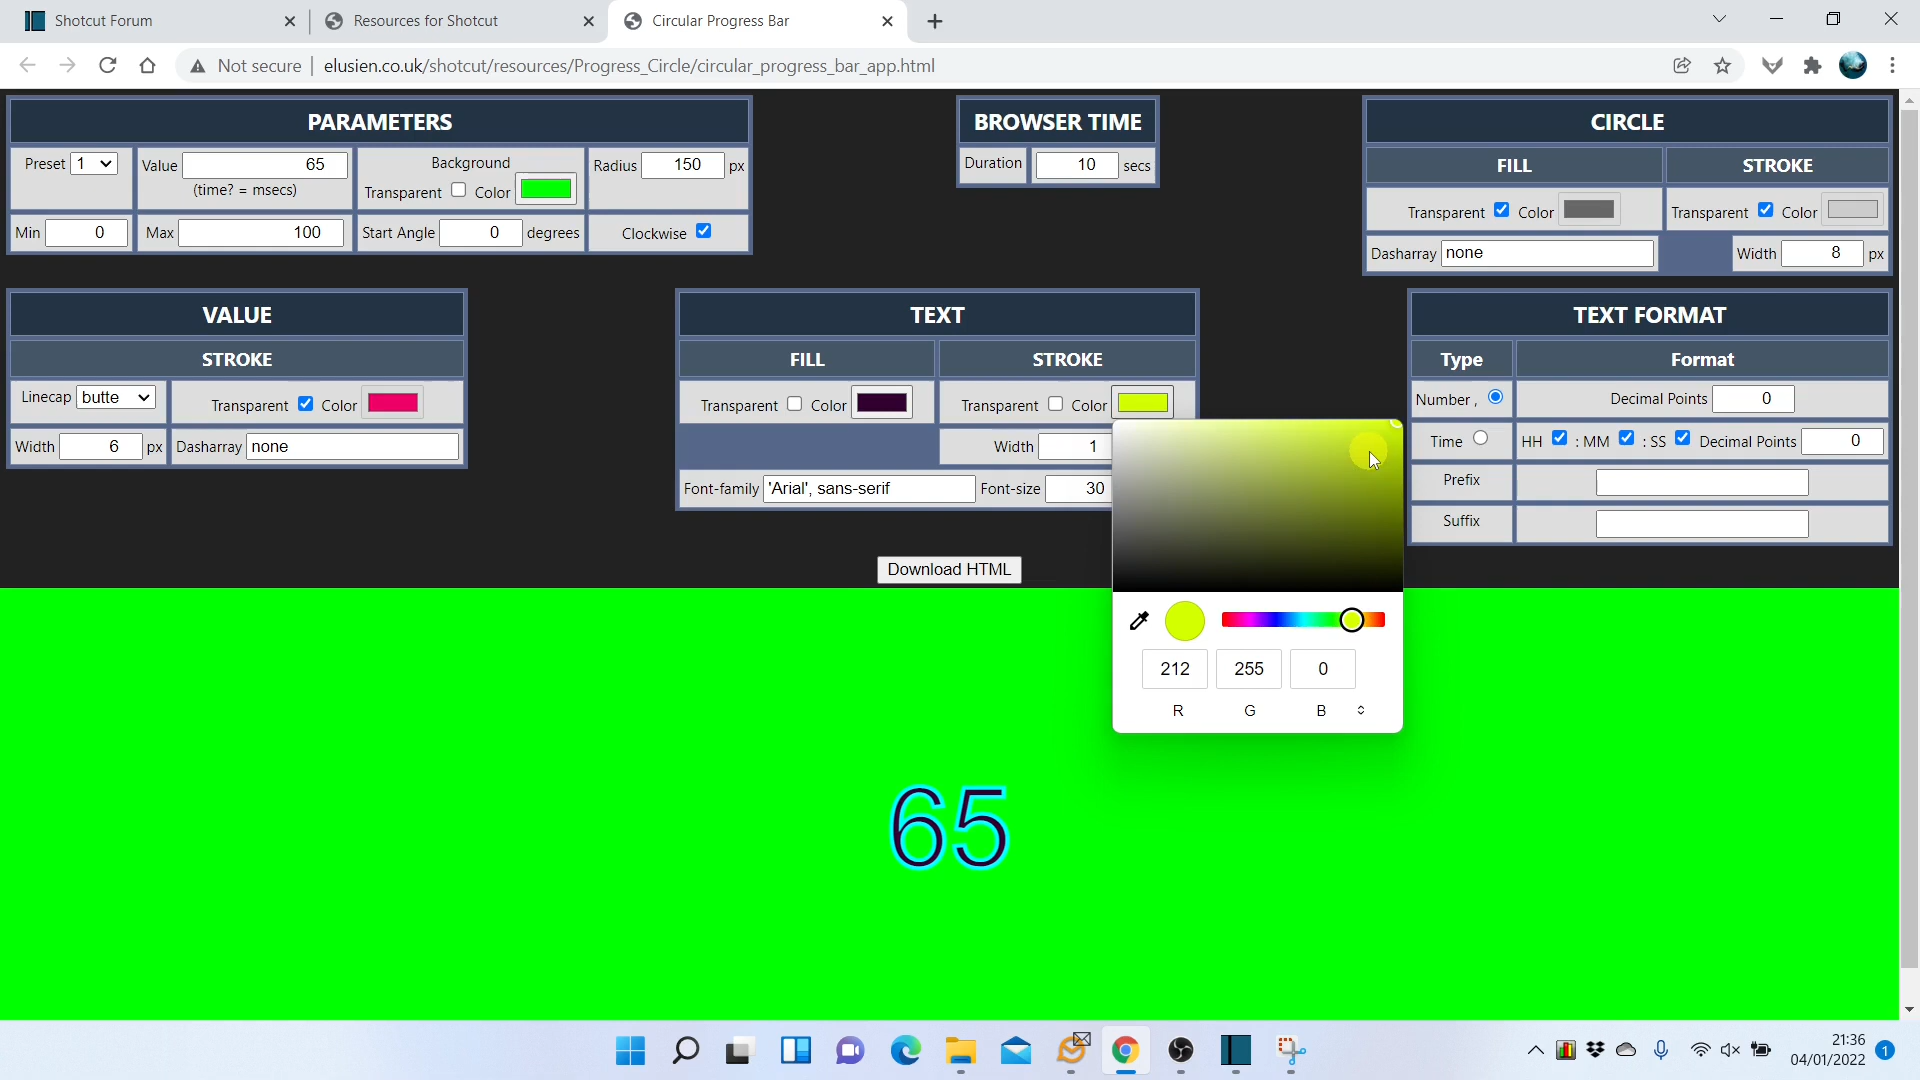 Shotcut Forum
Resources for Shotcut
Circular Progress Bar
Not secure | elusien.co.uk/shotcut/resources/Progress_Circle/circular_progress_bar_app.html
PARAMETERS
Preset 1
Value 65
(time? = msecs)
Background
Transparent Color
Radius 150 px
Min 0
Max 100
Start Angle 0 degrees
Clockwise
BROWSER TIME
Duration 10 secs
CIRCLE
FILL
STROKE
Transparent Color
Transparent Color
Dasharray none
Width 8 px
VALUE
STROKE
Linecap butte
Transparent Color
Width 6 px
Dasharray none
TEXT
FILL
STROKE
Transparent Color
Transparent Color
Width 1
Font-family 'Arial', sans-serif
Font-size 30
TEXT FORMAT
Type
Format
Number ,
Decimal Points 0
Time
HH : MM : SS Decimal Points 0
Prefix
Suffix
Download HTML
212 255 0
R G B
65
21:36
04/01/2022
1